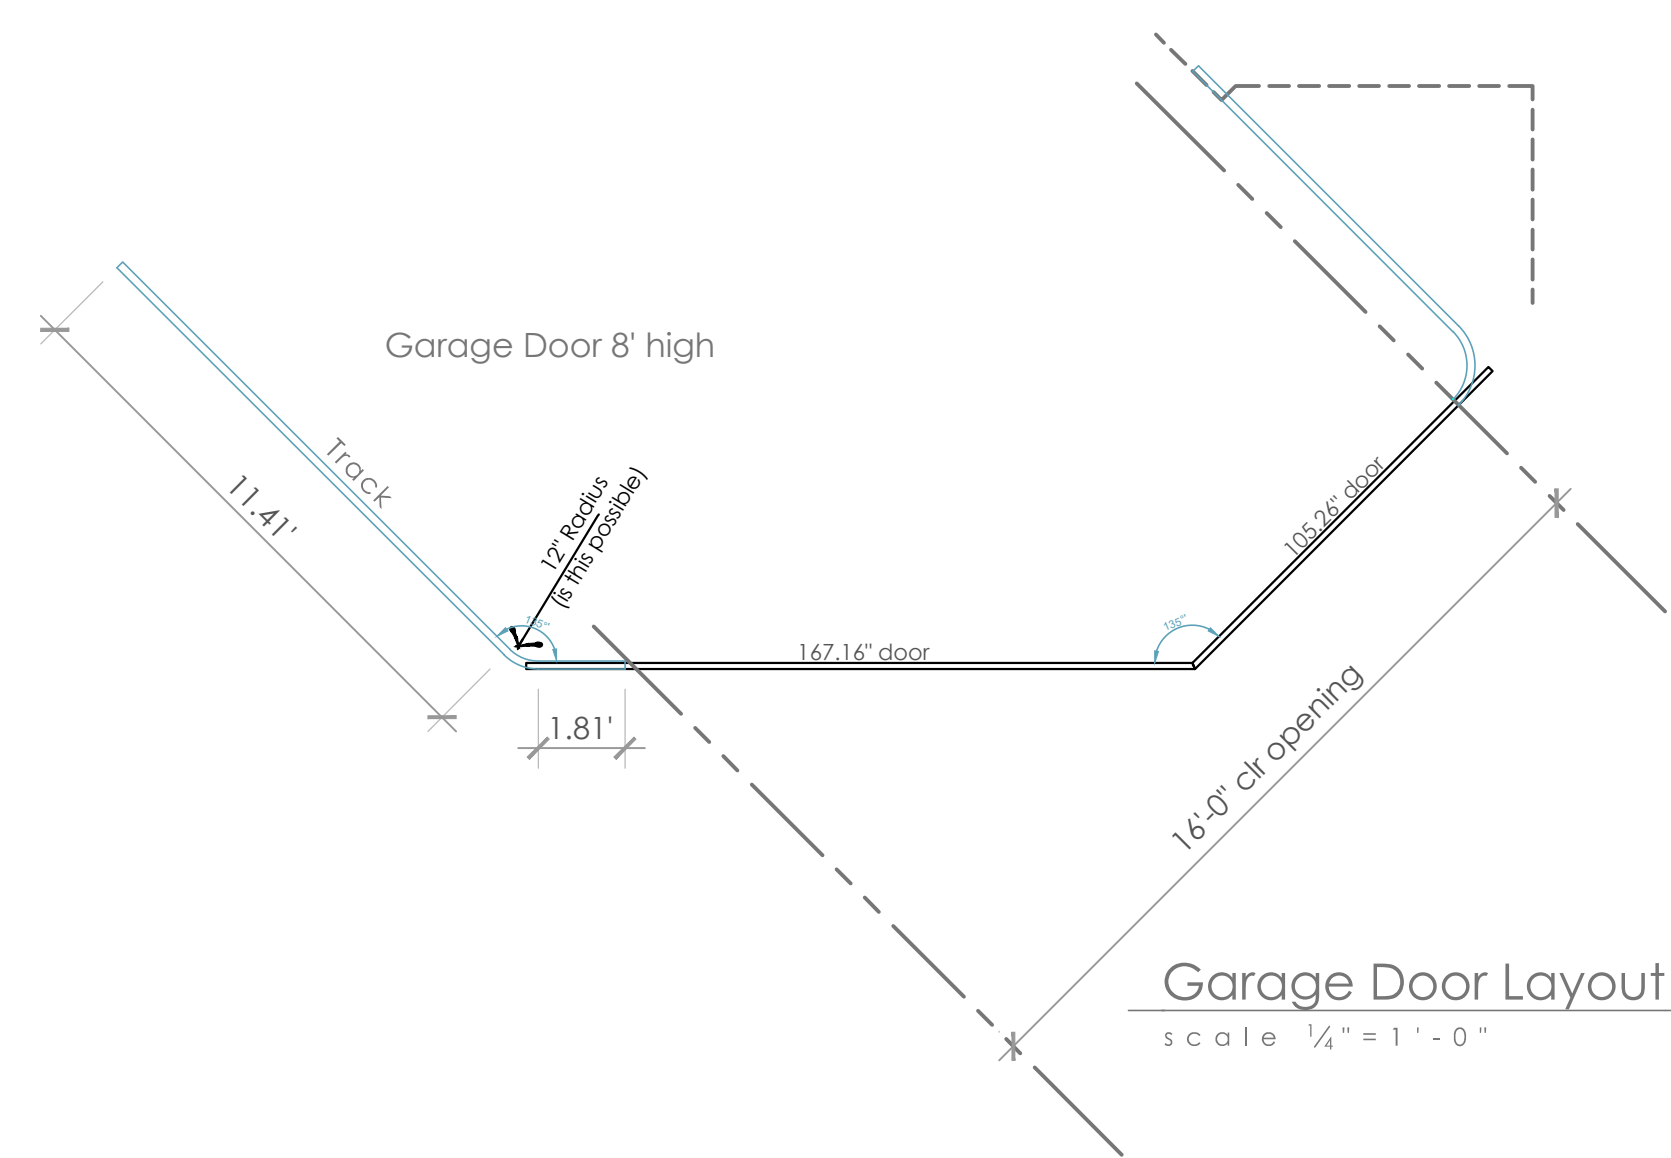 Garage Door 8' high
Track
11.41'
12" Radius
(is this possible)
135°
135°
167.16" door
105.26" door
1.81'
16'-0" clr opening
Garage Door Layout
scale ¼"=1'-0"